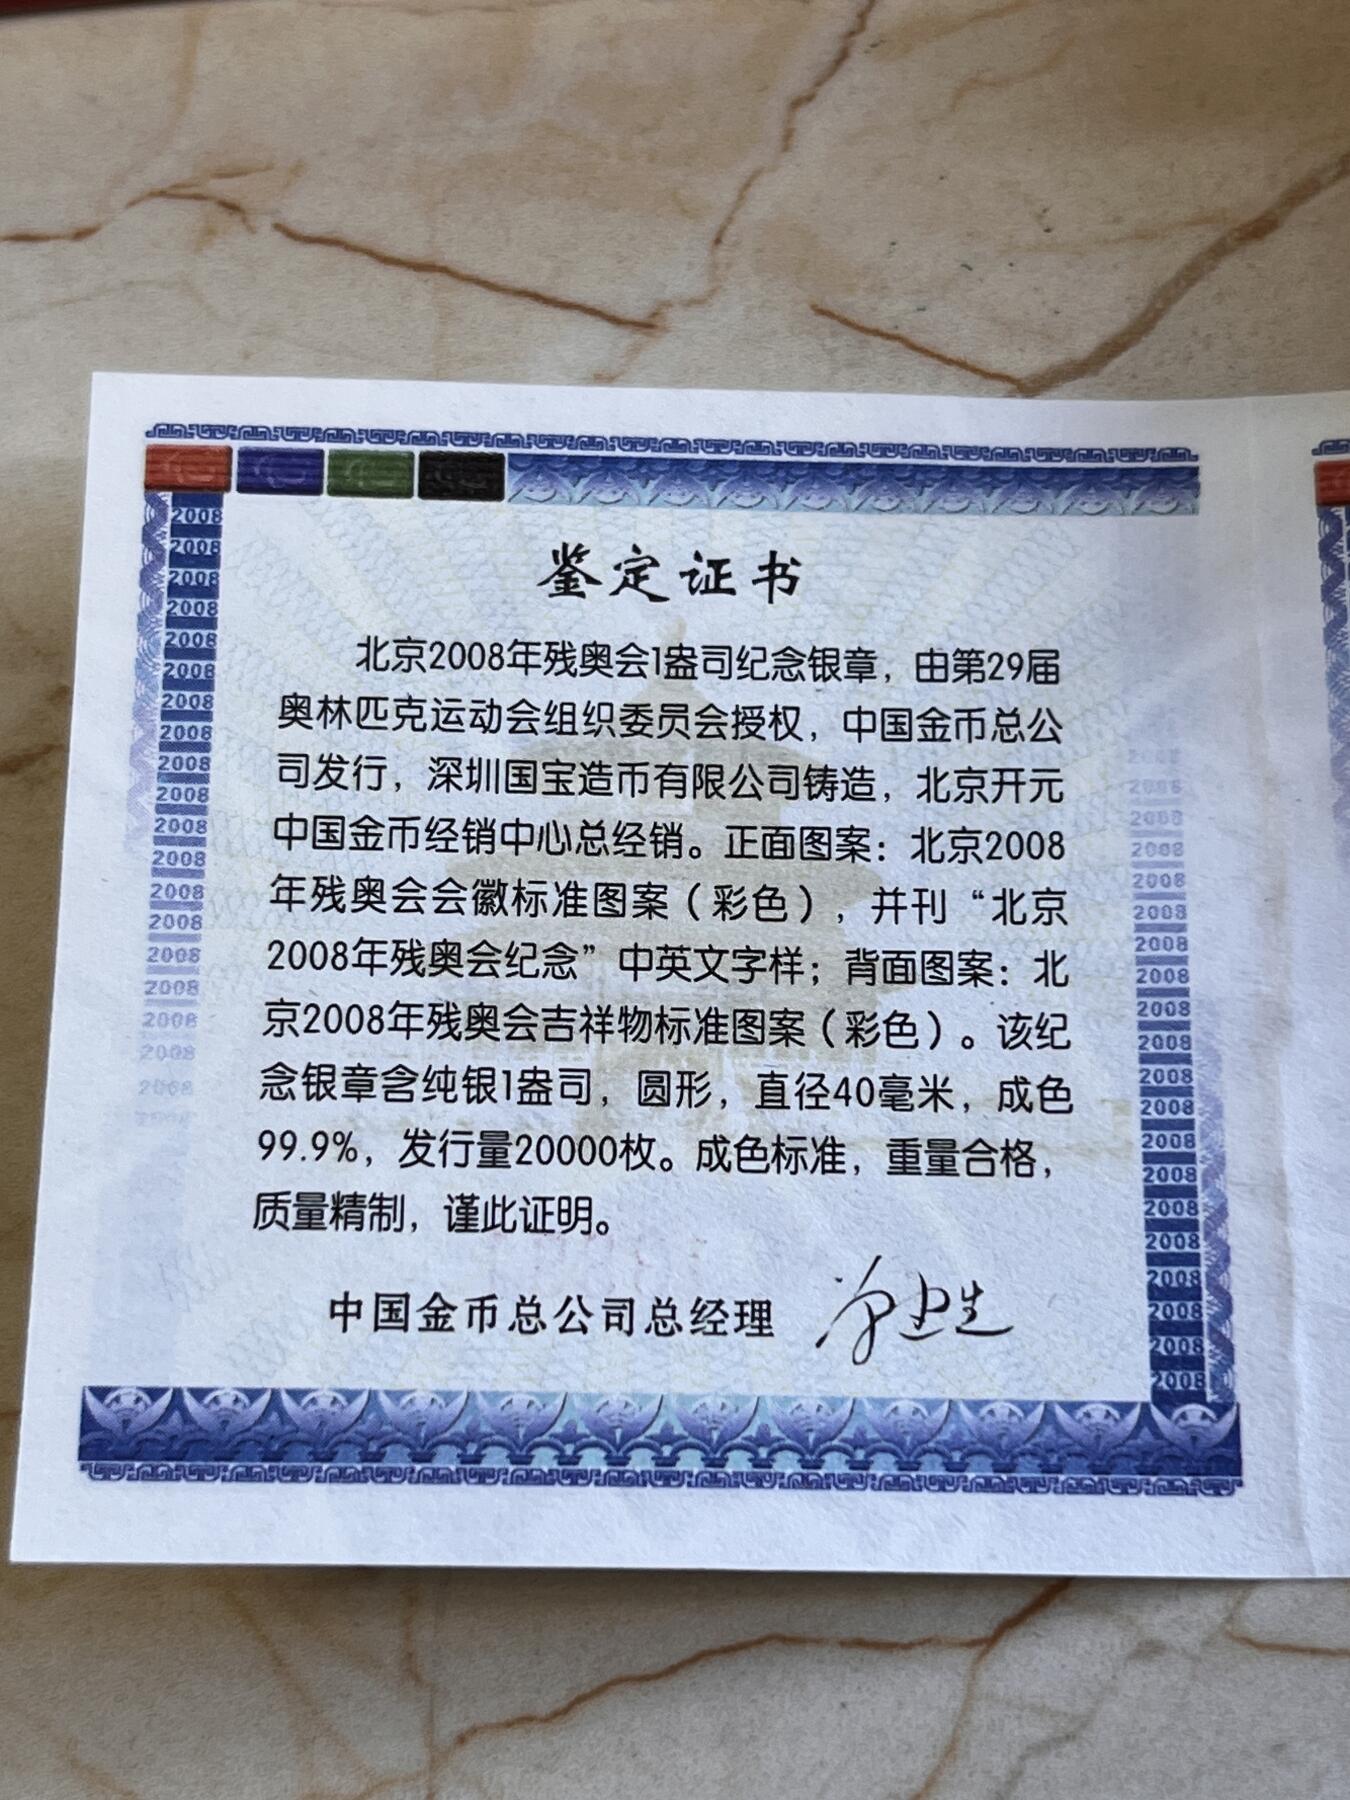 鉴定证书
北京2008年残奥会1盎司纪念银章，由第29届
奥林匹克运动会组织委员会授权，中国金币总公
司发行，深圳国宝造币有限公司铸造，北京开元
中国金币经销中心总经销。正面图案：北京2008
年残奥会会徽标准图案（彩色），并刊“北京
2008年残奥会纪念”中英文字样；背面图案：北
京2008年残奥会吉祥物标准图案（彩色）。该纪
念银章含纯银1盎司，圆形，直径40毫米，成色
99.9%，发行量20000枚。成色标准，重量合格，
质量精制，谨此证明。
中国金币总公司总经理